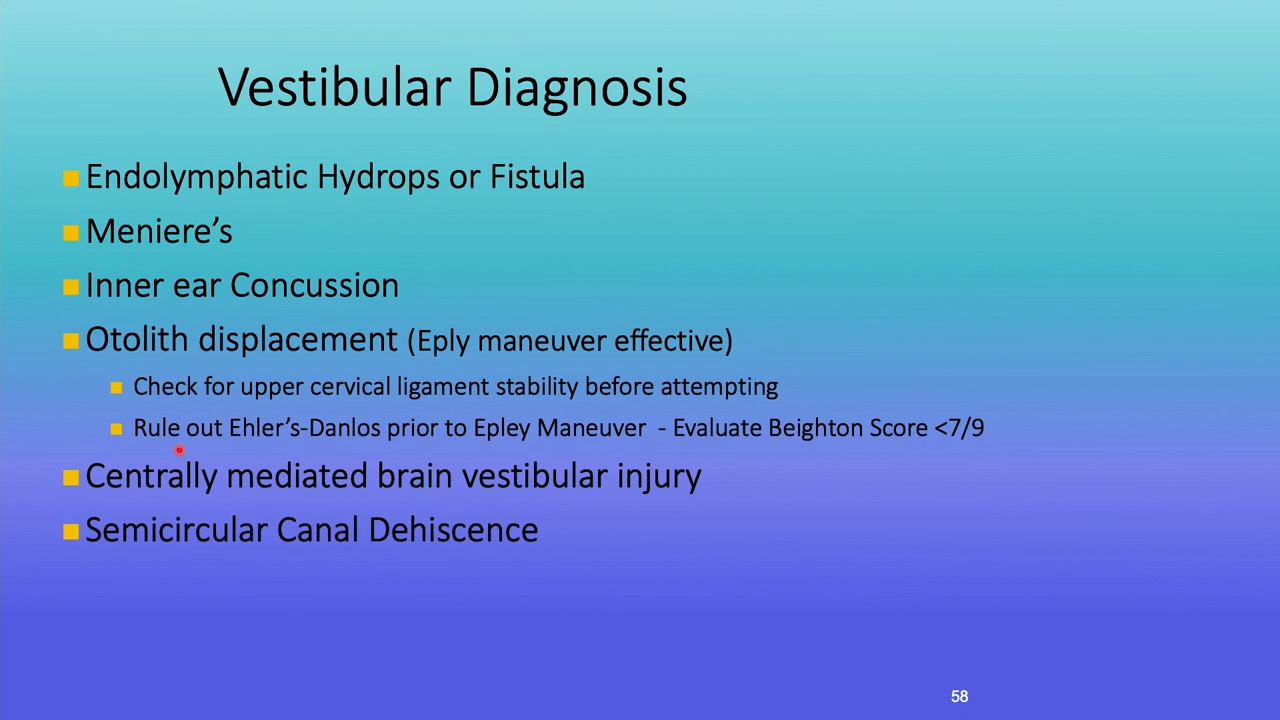 Vestibular Diagnosis
Endolymphatic Hydrops or Fistula
Meniere’s
Inner ear Concussion
Otolith displacement (Eply maneuver effective)
Check for upper cervical ligament stability before attempting
Rule out Ehler’s-Danlos prior to Epley Maneuver - Evaluate Beighton Score <7/9
Centrally mediated brain vestibular injury
Semicircular Canal Dehiscence
58